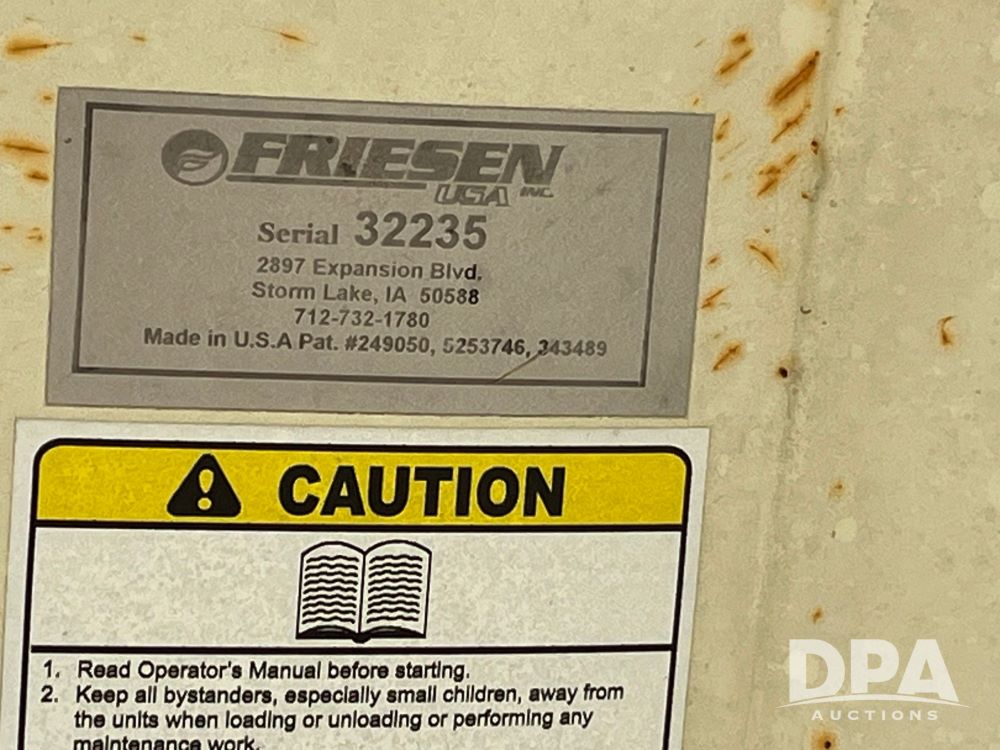 FRIESEN
USA INC.
Serial 32235
2897 Expansion Blvd,
Storm Lake, IA 50588
712-732-1780
Made in U.S.A Pat. #249050, 5253746, 343489
CAUTION
1. Read Operator's Manual before starting.
2. Keep all bystanders, especially small children, away from
the units when loading or unloading or performing any
maintenance work.
DPA
AUCTIONS